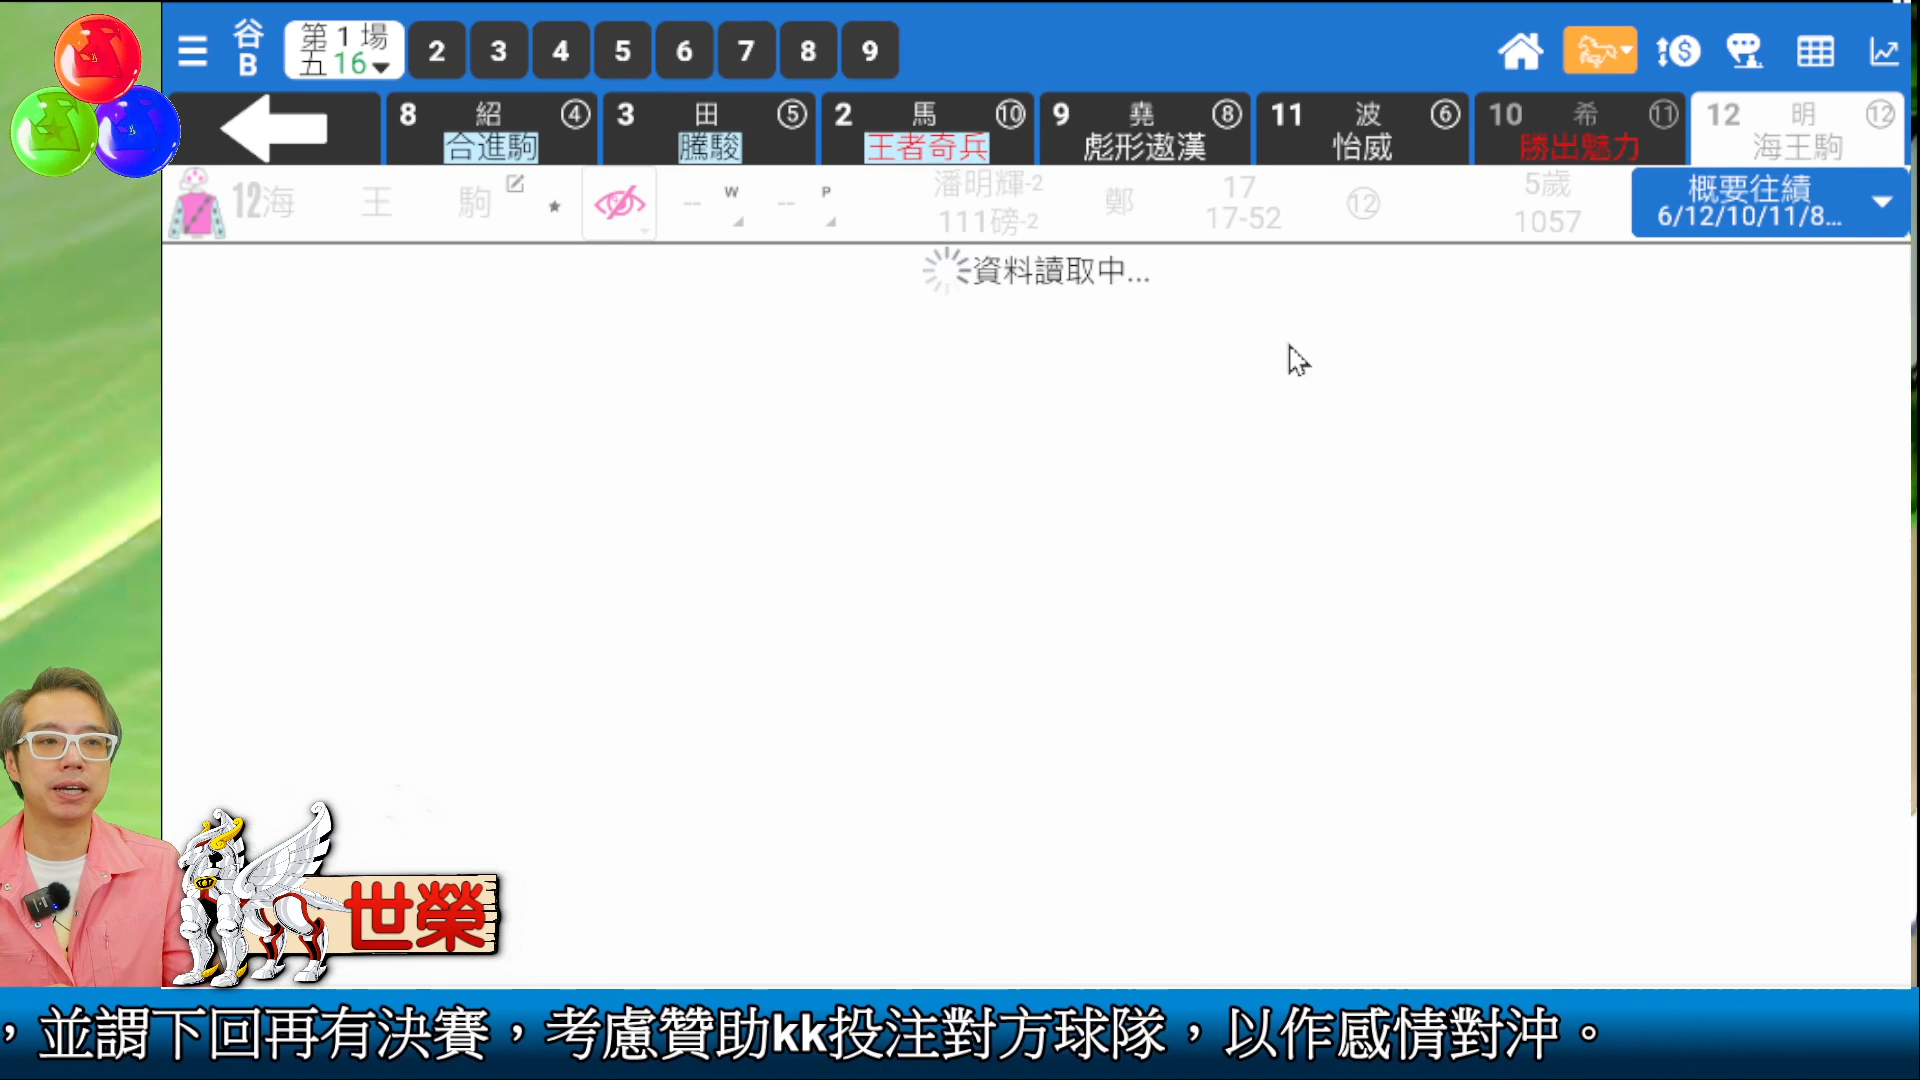 谷
B
第 1 場
五 16
2 3 4 5 6 7 8 9
8 紹 ④
合進駒
3 田 ⑤
騰駿
2 馬 ⑩
王者奇兵
9 堯 ⑧
彪形遨漢
11 波 ⑥
怡威
10 希 ⑪
勝出魅力
12 明 ⑫
海王駒
12海 王 駒
-- W -- P
潘明輝-2
111磅-2
鄭
17
17-52
⑫
5歲
1057
概要往績
6/12/10/11/8...
資料讀取中...
世榮
，並謂下回再有決賽，考慮贊助kk投注對方球隊，以作感情對沖。